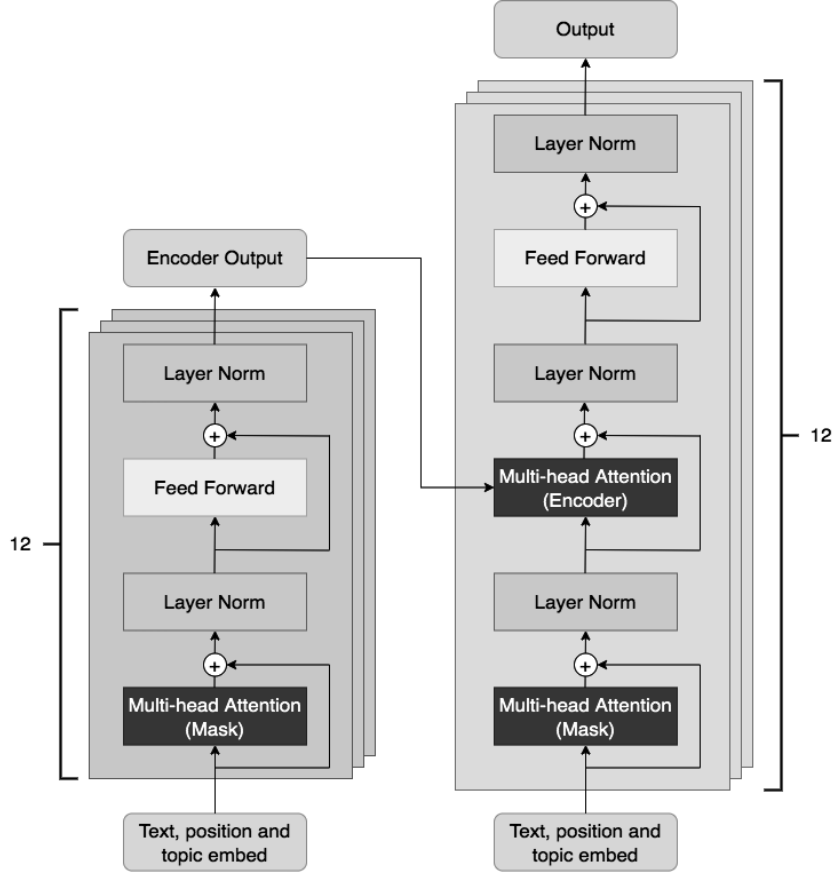 Output
Layer Norm
Feed Forward
Layer Norm
12
Multi-head Attention
(Encoder)
Layer Norm
Multi-head Attention
(Mask)
Text, position and
topic embed
Encoder Output
Layer Norm
Feed Forward
12
Layer Norm
Multi-head Attention
(Mask)
Text, position and
topic embed